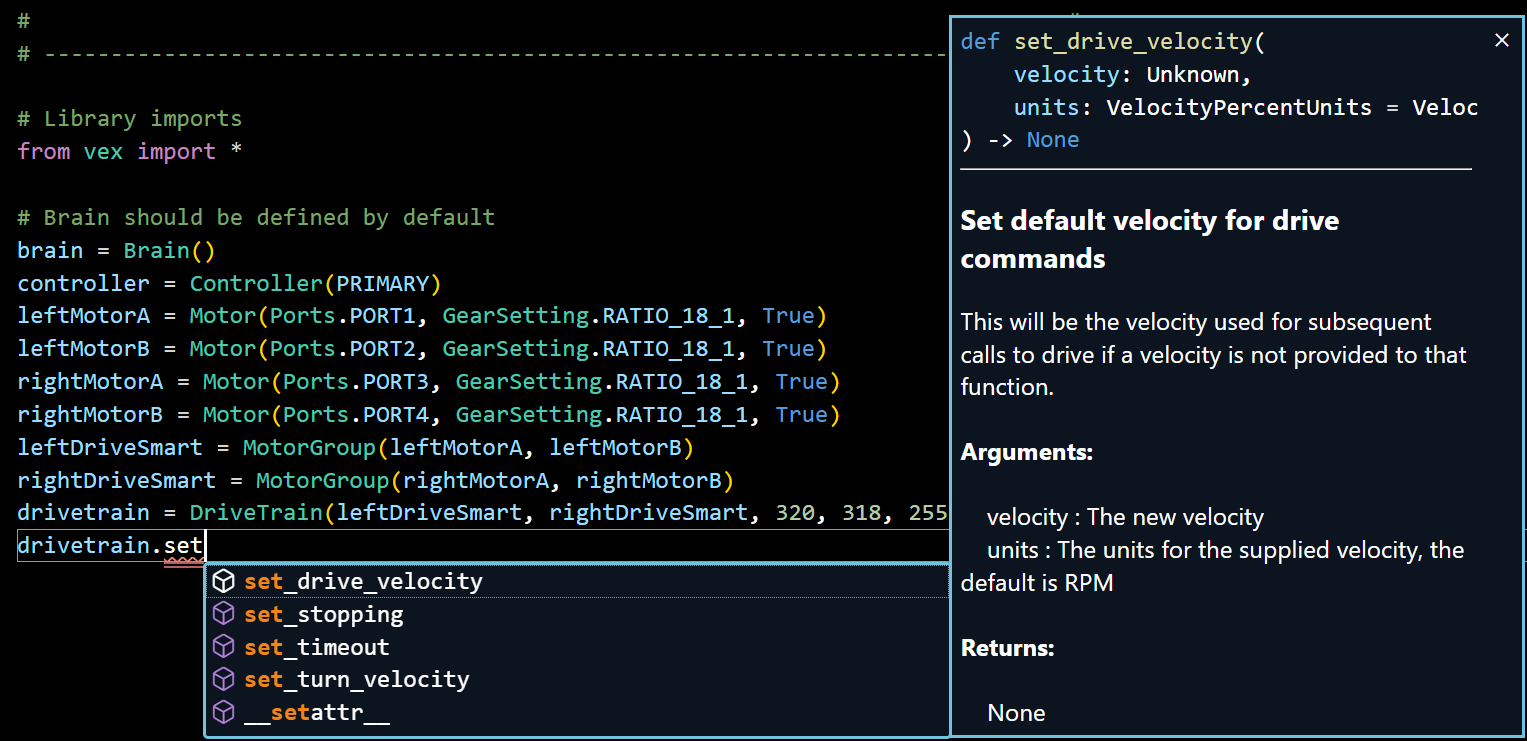 #
# --------------------------------------------------------------------
# Library imports
from vex import *
# Brain should be defined by default
brain = Brain()
controller = Controller(PRIMARY)
leftMotorA = Motor(Ports.PORT1, GearSetting.RATIO_18_1, True)
leftMotorB = Motor(Ports.PORT2, GearSetting.RATIO_18_1, True)
rightMotorA = Motor(Ports.PORT3, GearSetting.RATIO_18_1, True)
rightMotorB = Motor(Ports.PORT4, GearSetting.RATIO_18_1, True)
leftDriveSmart = MotorGroup(leftMotorA, leftMotorB)
rightDriveSmart = MotorGroup(rightMotorA, rightMotorB)
drivetrain = DriveTrain(leftDriveSmart, rightDriveSmart, 320, 318, 255
drivetrain.set
set_drive_velocity
set_stopping
set_timeout
set_turn_velocity
__setattr__
def set_drive_velocity(
velocity: Unknown,
units: VelocityPercentUnits = Veloc
) -> None
Set default velocity for drive
commands
This will be the velocity used for subsequent
calls to drive if a velocity is not provided to that
function.
Arguments:
velocity : The new velocity
units : The units for the supplied velocity, the
default is RPM
Returns:
None